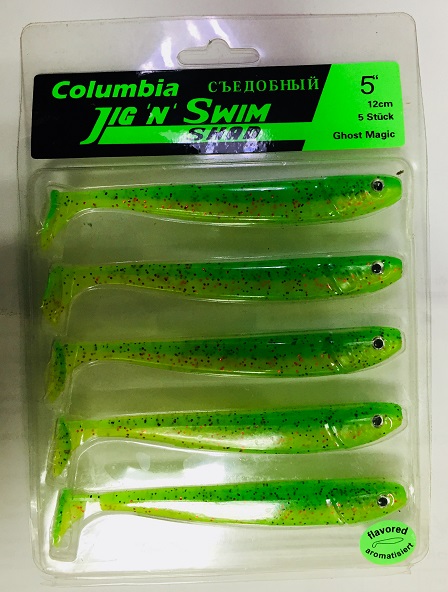 Columbia
СЪЕДОБНЫЙ
JIG 'N' SWIM
SHAD
5"
12cm
5 Stück
Ghost Magic
flavored
aromatisiert